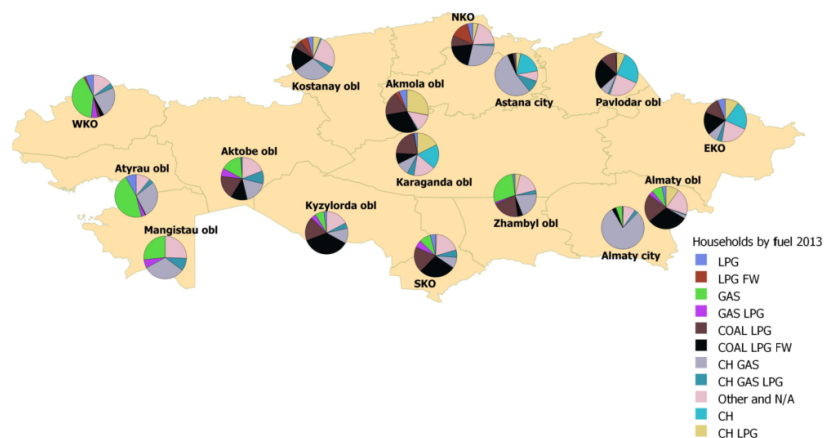 NKO
Kostanay obl
Akmola obl
Astana city
Pavlodar obl
WKO
EKO
Aktobe obl
Atyrau obl
Karaganda obl
Almaty obl
Kyzylorda obl
Zhambyl obl
Mangistau obl
Almaty city
SKO
Households by fuel 2013
LPG
LPG FW
GAS
GAS LPG
COAL LPG
COAL LPG FW
CH GAS
CH GAS LPG
Other and N/A
CH
CH LPG